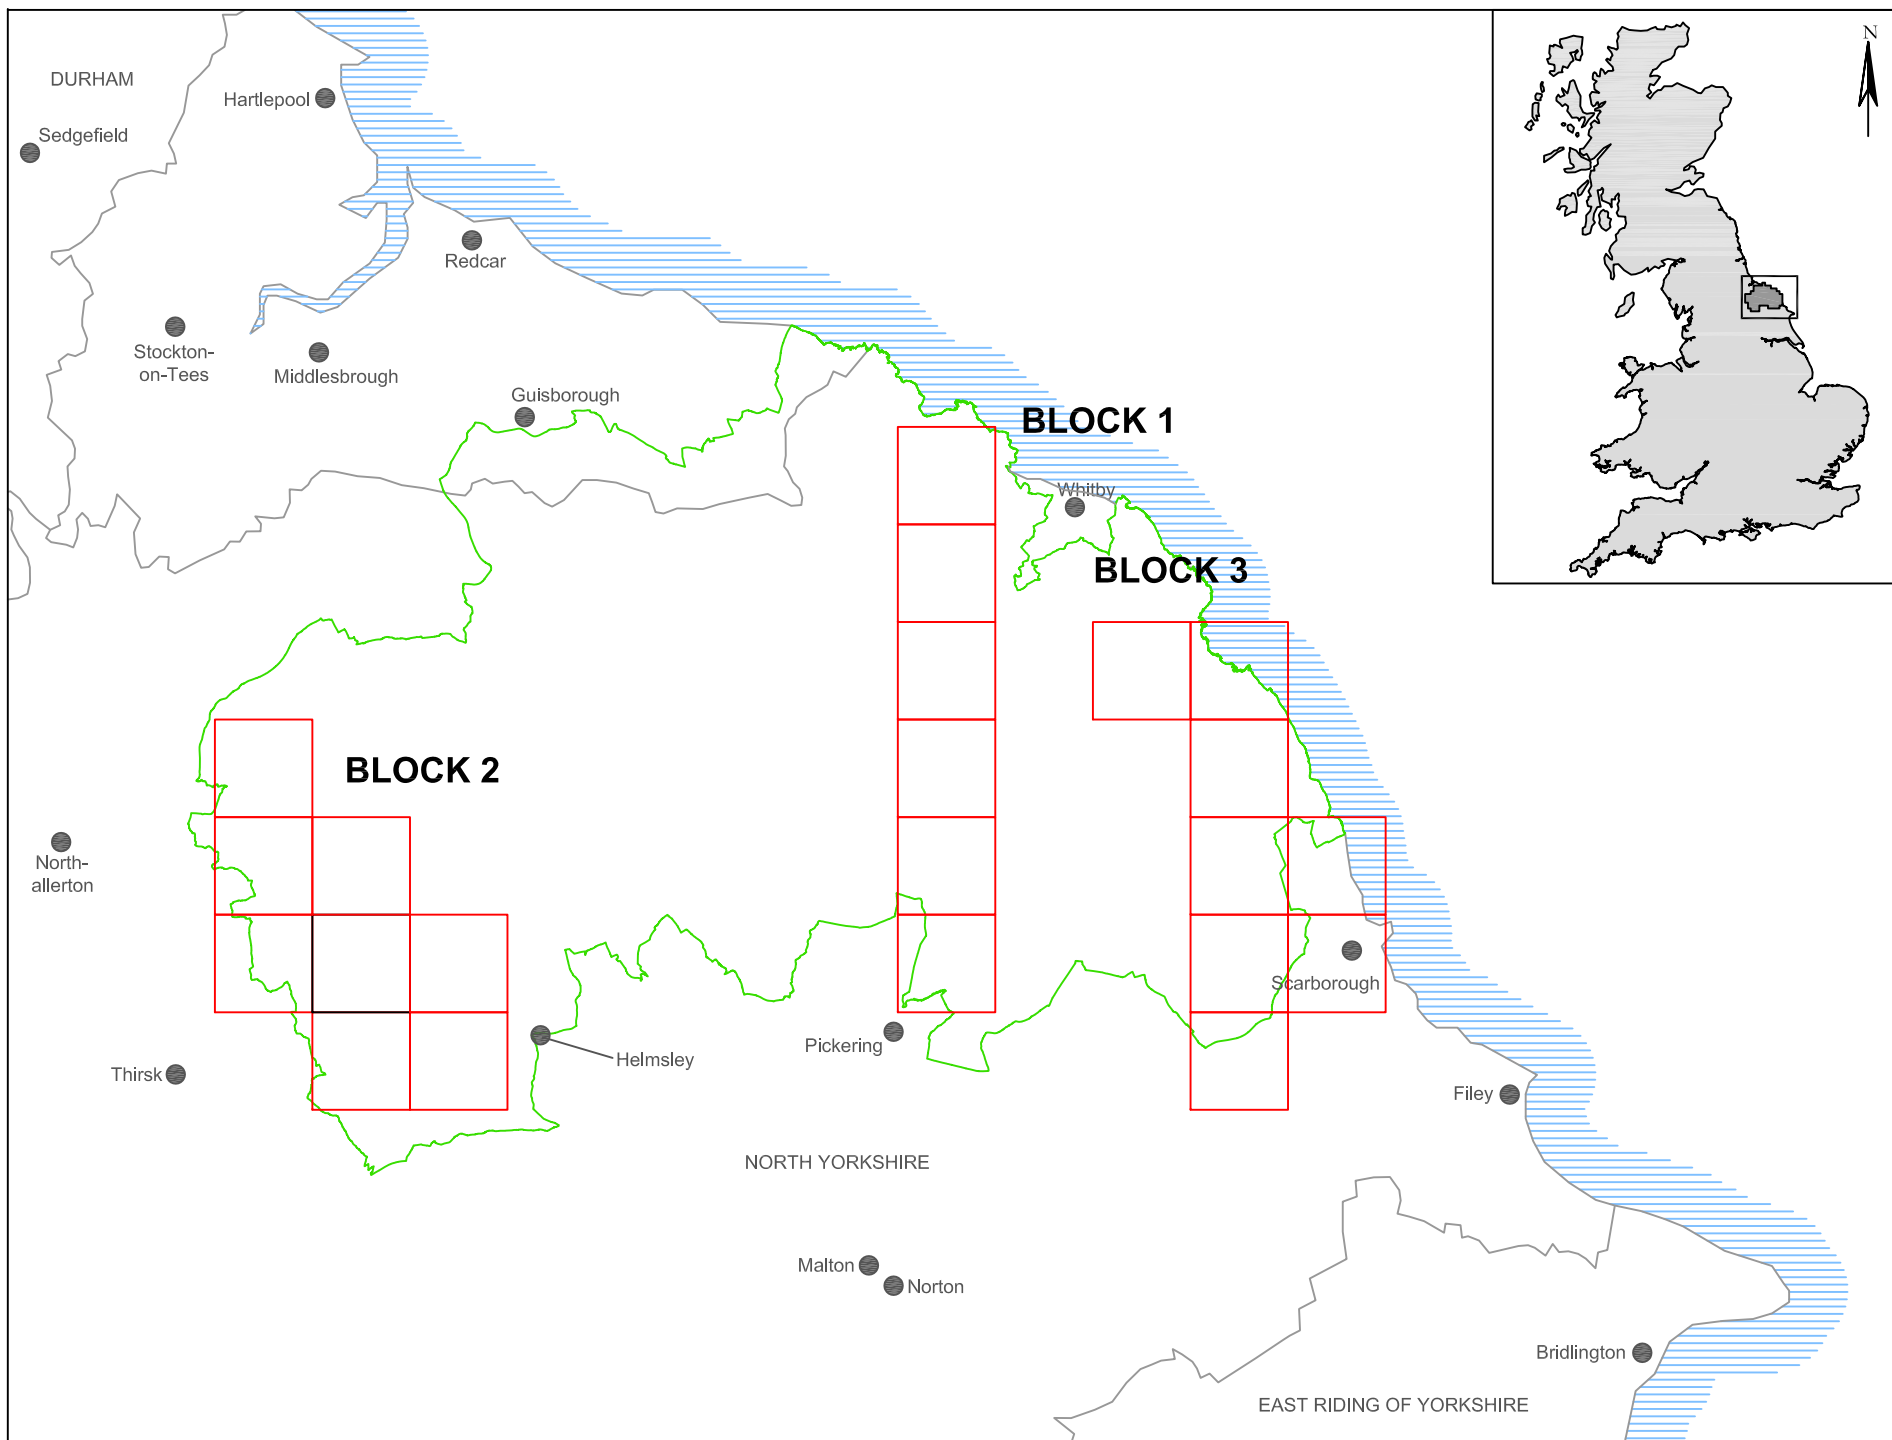 N
DURHAM
Hartlepool
Sedgefield
Redcar
Stockton-
on-Tees
Middlesbrough
Guisborough
BLOCK 1
Whitby
BLOCK 3
BLOCK 2
North-
allerton
Scarborough
Pickering
Helmsley
Thirsk
Filey
NORTH YORKSHIRE
Malton
Norton
Bridlington
EAST RIDING OF YORKSHIRE